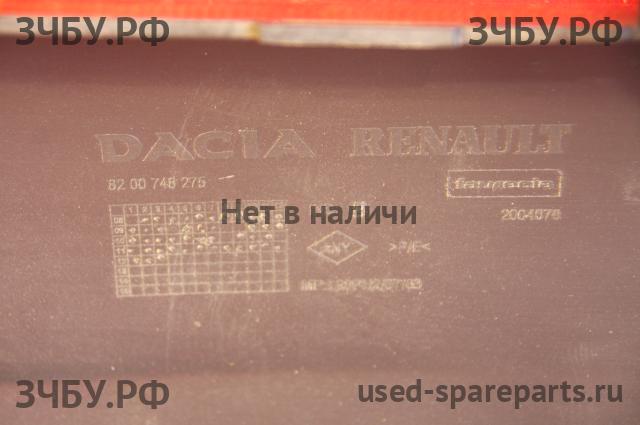 ЗЧБУ.РФ ЗЧБУ.РФ
DACIA RENAULT
82 00 748 275
faurecia
Нет в наличи
2004676
>P/E<
ЗЧБУ.РФ used-spareparts.ru